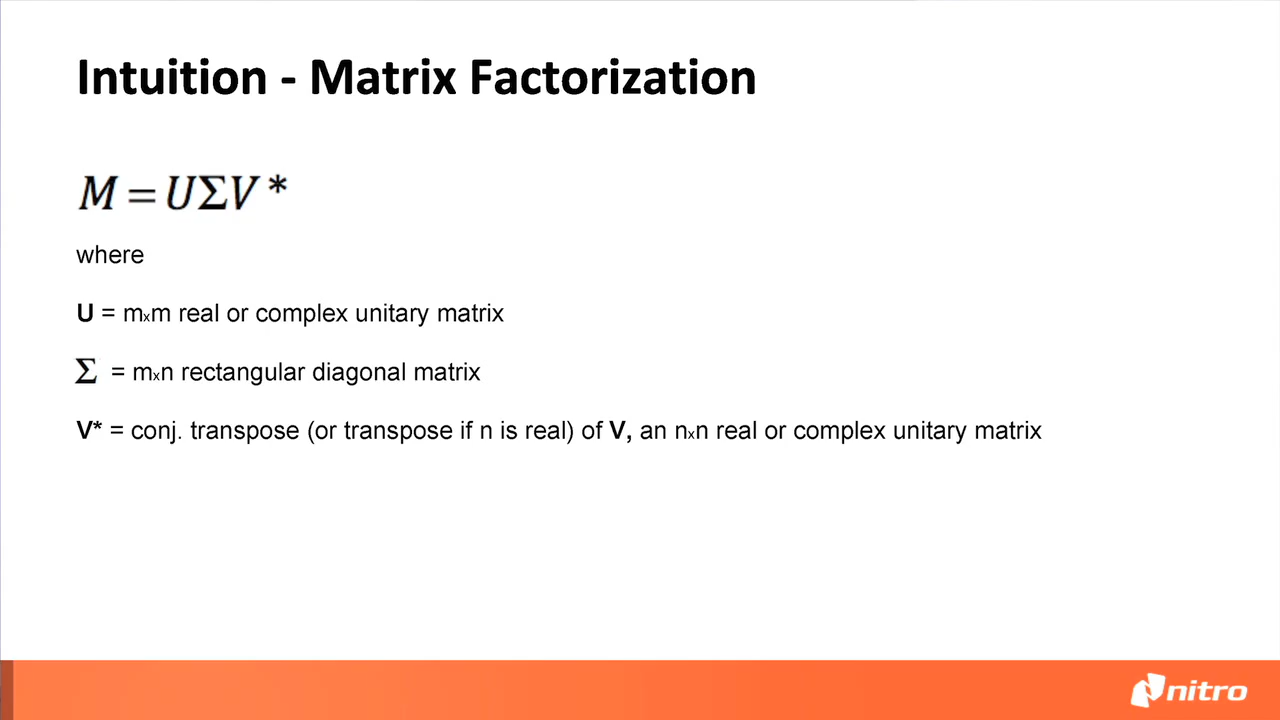 Intuition - Matrix Factorization
M = UΣV *
where
U = mxm real or complex unitary matrix
Σ = mxn rectangular diagonal matrix
V* = conj. transpose (or transpose if n is real) of V, an nxn real or complex unitary matrix
nitro